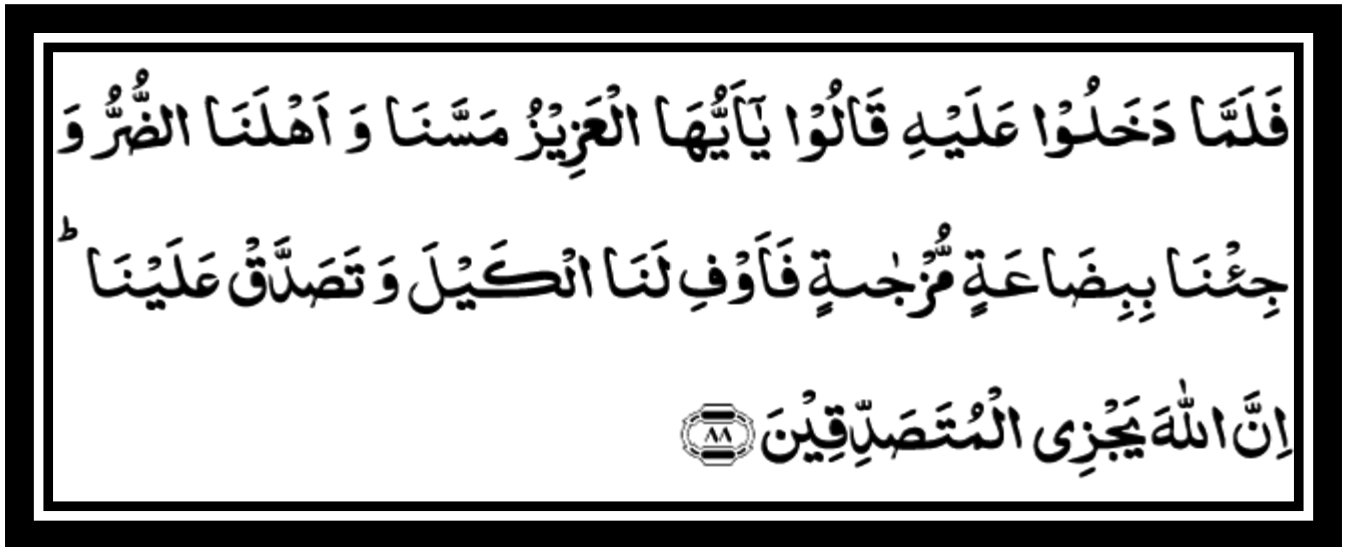 فَلَمَّا دَخَلُوْا عَلَيْهِ قَالُوْا يٰۤاَيُّهَا الْعَزِيْزُ مَسَّنَا وَ اَهْلَنَا الضُّرُّ وَ
جِئْنَا بِبِضَاعَةٍ مُّزْجٰىةٍ فَاَوْفِ لَنَا الْكَيْلَ وَ تَصَدَّقْ عَلَيْنَا ؕ
اِنَّ اللّٰهَ يَجْزِى الْمُتَصَدِّقِيْنَ ۸۸